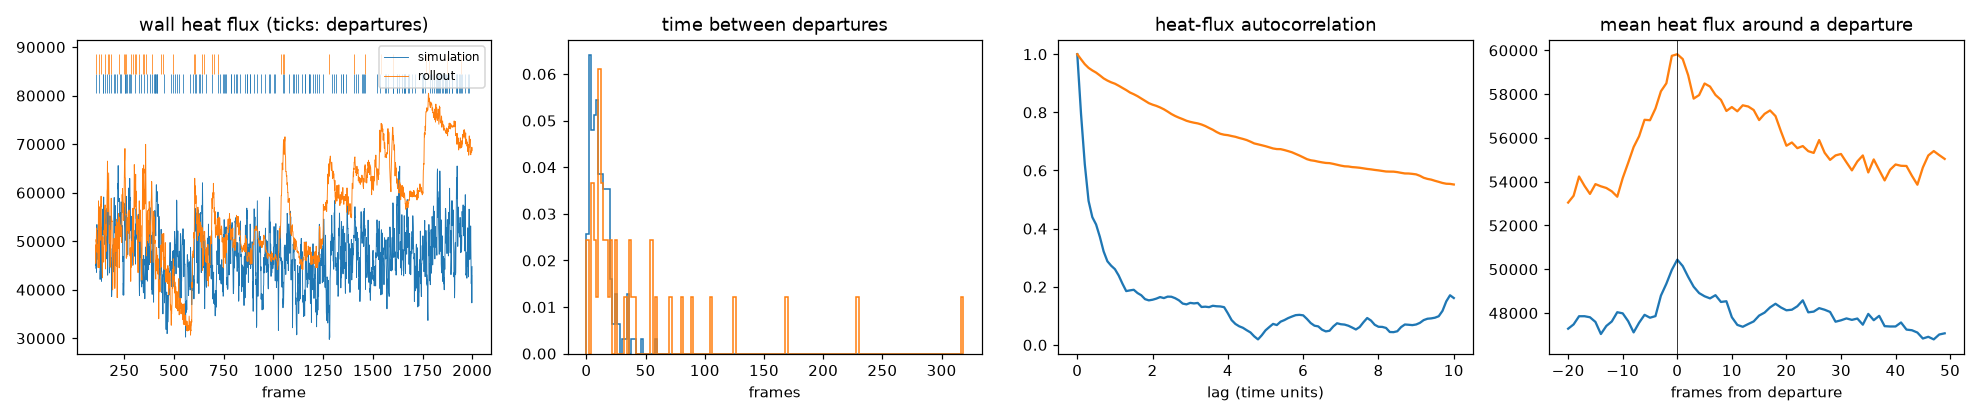 wall heat flux (ticks: departures)
simulation
rollout
90000
80000
70000
60000
50000
40000
30000
250 500 750 1000 1250 1500 1750 2000
frame
time between departures
0.06
0.05
0.04
0.03
0.02
0.01
0.00
0 50 100 150 200 250 300
frames
heat-flux autocorrelation
1.0
0.8
0.6
0.4
0.2
0.0
0 2 4 6 8 10
lag (time units)
mean heat flux around a departure
60000
58000
56000
54000
52000
50000
48000
−20 −10 0 10 20 30 40 50
frames from departure